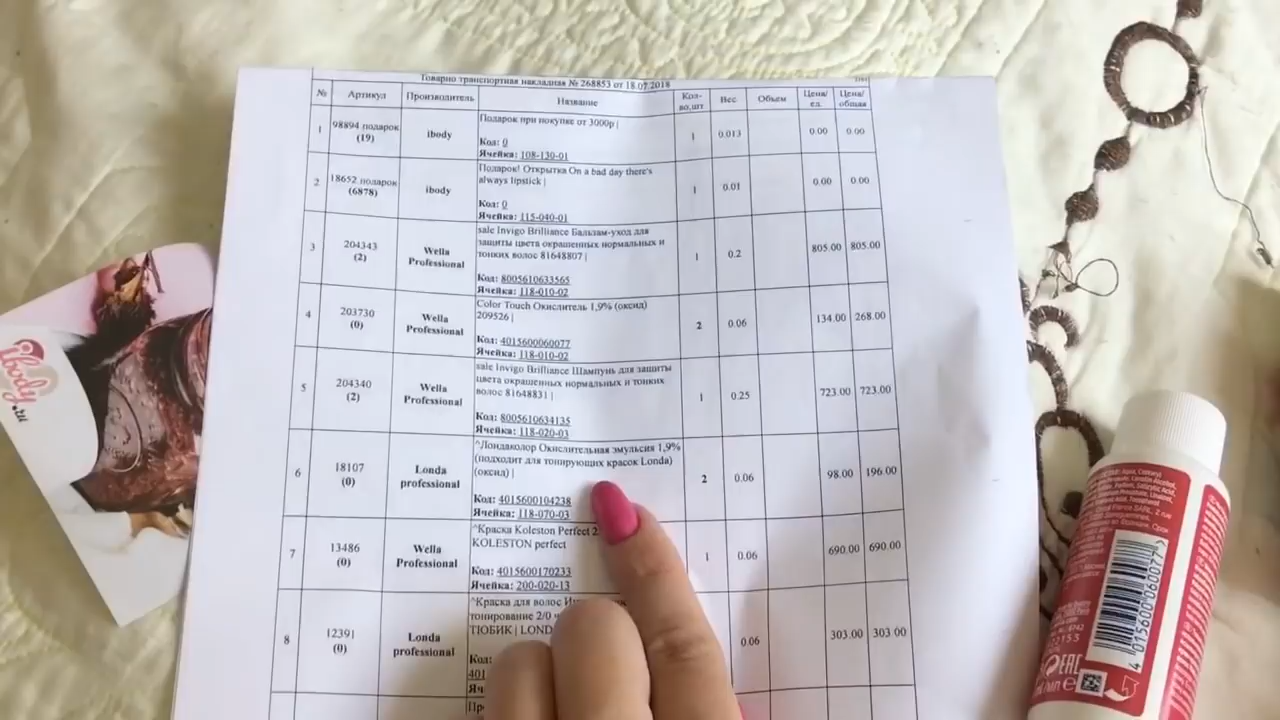 Товарно транспортная накладная № 268853 от 18.07.2018
№ Артикул Производитель Название Кол-во,шт Вес Объем Цена/ед. Цена/общая
1 98894 подарок (19) ibody Подарок при покупке от 3000р | 1 0.013 0.00 0.00
Код: 0
Ячейка: 108-130-01
2 18652 подарок (6878) ibody Подарок! Открытка On a bad day there's 1 0.01 0.00 0.00
always lipstick |
Код: 0
Ячейка: 115-040-01
3 204343 (2) Wella Professional sale Invigo Brilliance Бальзам-уход для 1 0.2 805.00 805.00
защиты цвета окрашенных нормальных и
тонких волос 81648807 |
Код: 8005610633565
Ячейка: 118-010-02
4 203730 (0) Wella Professional Color Touch Окислитель 1,9% (оксид) 2 0.06 134.00 268.00
209526 |
Код: 4015600060077
Ячейка: 118-010-02
5 204340 (2) Wella Professional sale Invigo Brilliance Шампунь для защиты 1 0.25 723.00 723.00
цвета окрашенных нормальных и тонких
волос 81648831 |
Код: 8005610634135
Ячейка: 118-020-03
6 18107 (0) Londa professional ^Лондаколор Окислительная эмульсия 1,9% 2 0.06 98.00 196.00
(подходит для тонирующих красок Londa)
(оксид) |
Код: 4015600104238
Ячейка: 118-070-03
7 13486 (0) Wella Professional ^Краска Koleston Perfect 2 1 0.06 690.00 690.00
KOLESTON perfect
Код: 4015600170233
Ячейка: 200-020-13
8 12391 (0) Londa professional ^Краска для волос 0.06 303.00 303.00
тонирование 2/0
ТЮБИК | LOND
Код:
401
Яч
Пр
ibody.ru
4 015600 060077
EAC